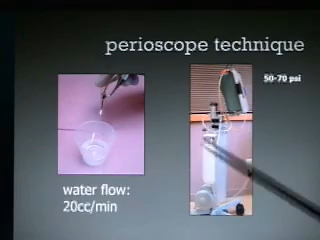 perioscope technique
50-70 psi
water flow:
20cc/min